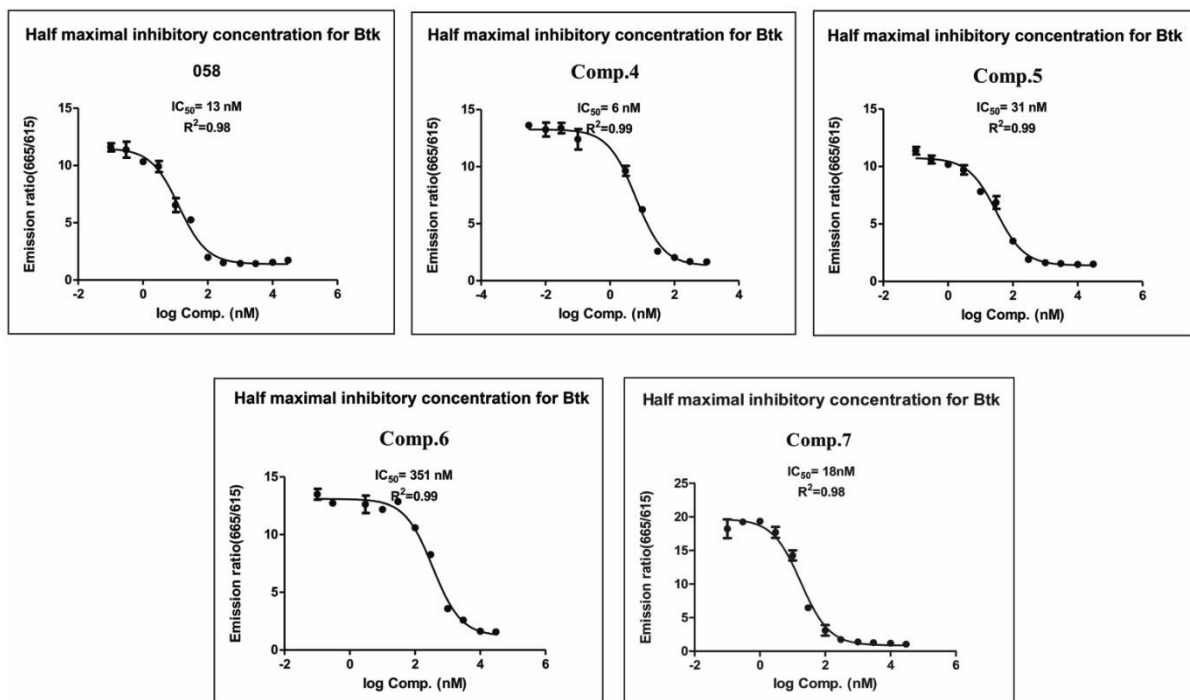 Half maximal inhibitory concentration for Btk
058
IC50= 13 nM
R2=0.98
15
10
5
0
-2 0 2 4 6
Emission ratio(665/615)
log Comp. (nM)
Half maximal inhibitory concentration for Btk
Comp.4
IC50= 6 nM
R2=0.99
15
10
5
0
-4 -2 0 2 4
Emission ratio(665/615)
log Comp. (nM)
Half maximal inhibitory concentration for Btk
Comp.5
IC50= 31 nM
R2=0.99
15
10
5
0
-2 0 2 4 6
Emission ratio(665/615)
log Comp. (nM)
Half maximal inhibitory concentration for Btk
Comp.6
IC50= 351 nM
R2=0.99
15
10
5
0
-2 0 2 4 6
Emission ratio(665/615)
log Comp. (nM)
Half maximal inhibitory concentration for Btk
Comp.7
IC50= 18nM
R2=0.98
25
20
15
10
5
0
-2 0 2 4 6
Emission ratio(665/615)
log Comp. (nM)